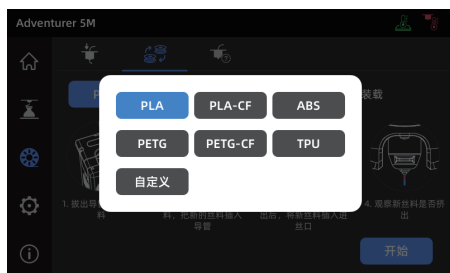 Adventurer 5M
PLA
PLA-CF
ABS
PETG
PETG-CF
TPU
自定义
装载
1. 拔出导
料
料，把新的丝料插入
导管
出后，将新丝料插入进
丝口
4. 观察新丝料是否挤
出
开始